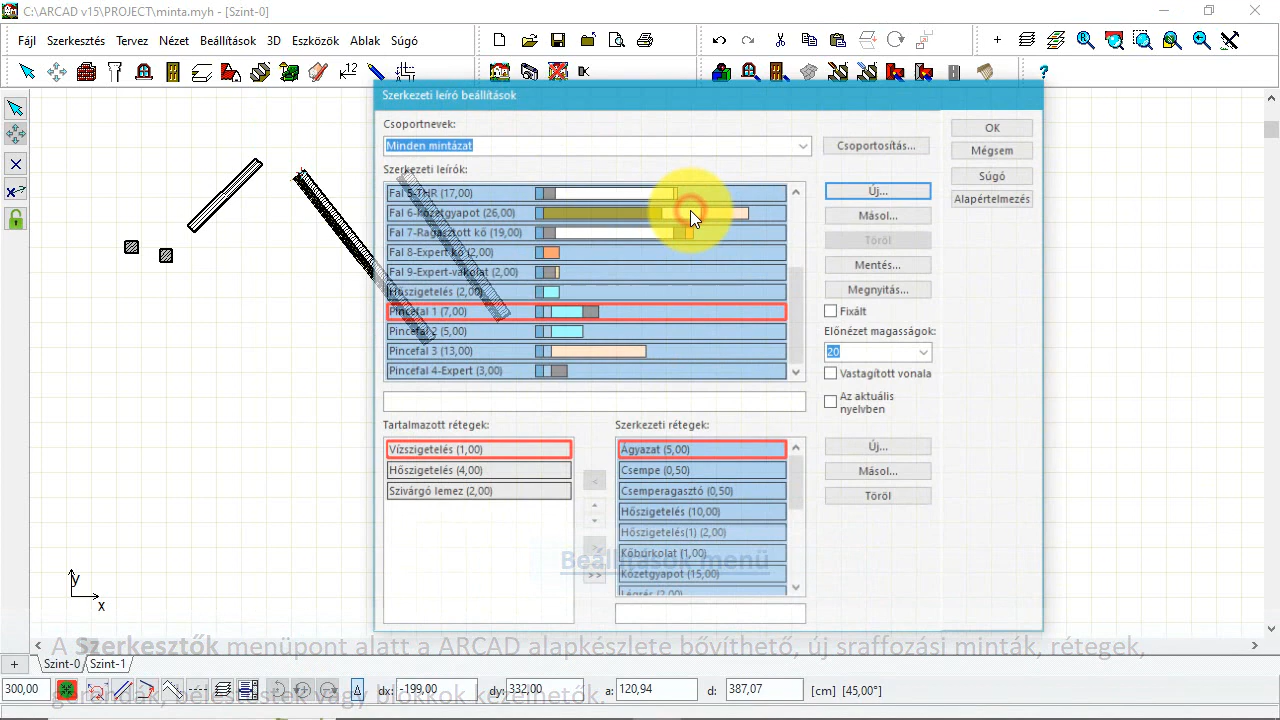 C:\ARCAD v15\PROJECT\minta.myh - [Szint-0]
Fájl Szerkesztés Tervez Nézet Beállítások 3D Eszközök Ablak Súgó
Szerkezeti leíró beállítások
Csoportnevek:
Minden mintázat
Csoportosítás...
Szerkezeti leírók:
Fal 5-THR (17,00)
Fal 6-Kőzetgyapot (26,00)
Fal 7-Ragasztott kő (19,00)
Fal 8-Expert-kő (2,00)
Fal 9-Expert-vakolat (2,00)
Hőszigetelés (2,00)
Pincefal 1 (7,00)
Pincefal 2 (5,00)
Pincefal 3 (13,00)
Pincefal 4-Expert (3,00)
OK
Mégsem
Súgó
Alapértelmezés
Új...
Másol...
Töröl
Mentés...
Megnyitás...
Fixált
Előnézet magasságok:
20
Vastagított vonala
Az aktuális
nyelvben
Tartalmazott rétegek:
Vízszigetelés (1,00)
Hőszigetelés (4,00)
Szivárgó lemez (2,00)
<
>
>>
Szerkezeti rétegek:
Ágyazat (5,00)
Csempe (0,50)
Csemperagasztó (0,50)
Hőszigetelés (10,00)
Hőszigetelés(1) (2,00)
Kőburkolat (1,00)
Kőzetgyapot (15,00)
Légrés (2,00)
Új...
Másol...
Töröl
Beállítások menü
y
x
A Szerkesztők menüpont alatt a ARCAD alapkészlete bővíthető, új sraffozási minták, rétegek,
gerendák, béléstestek vagy blokkok kezelhetők.
Szint-0 Szint-1
300,00 dx: -199,00 dy: 332,00 a: 120,94 d: 387,07 [cm] [45,00°]